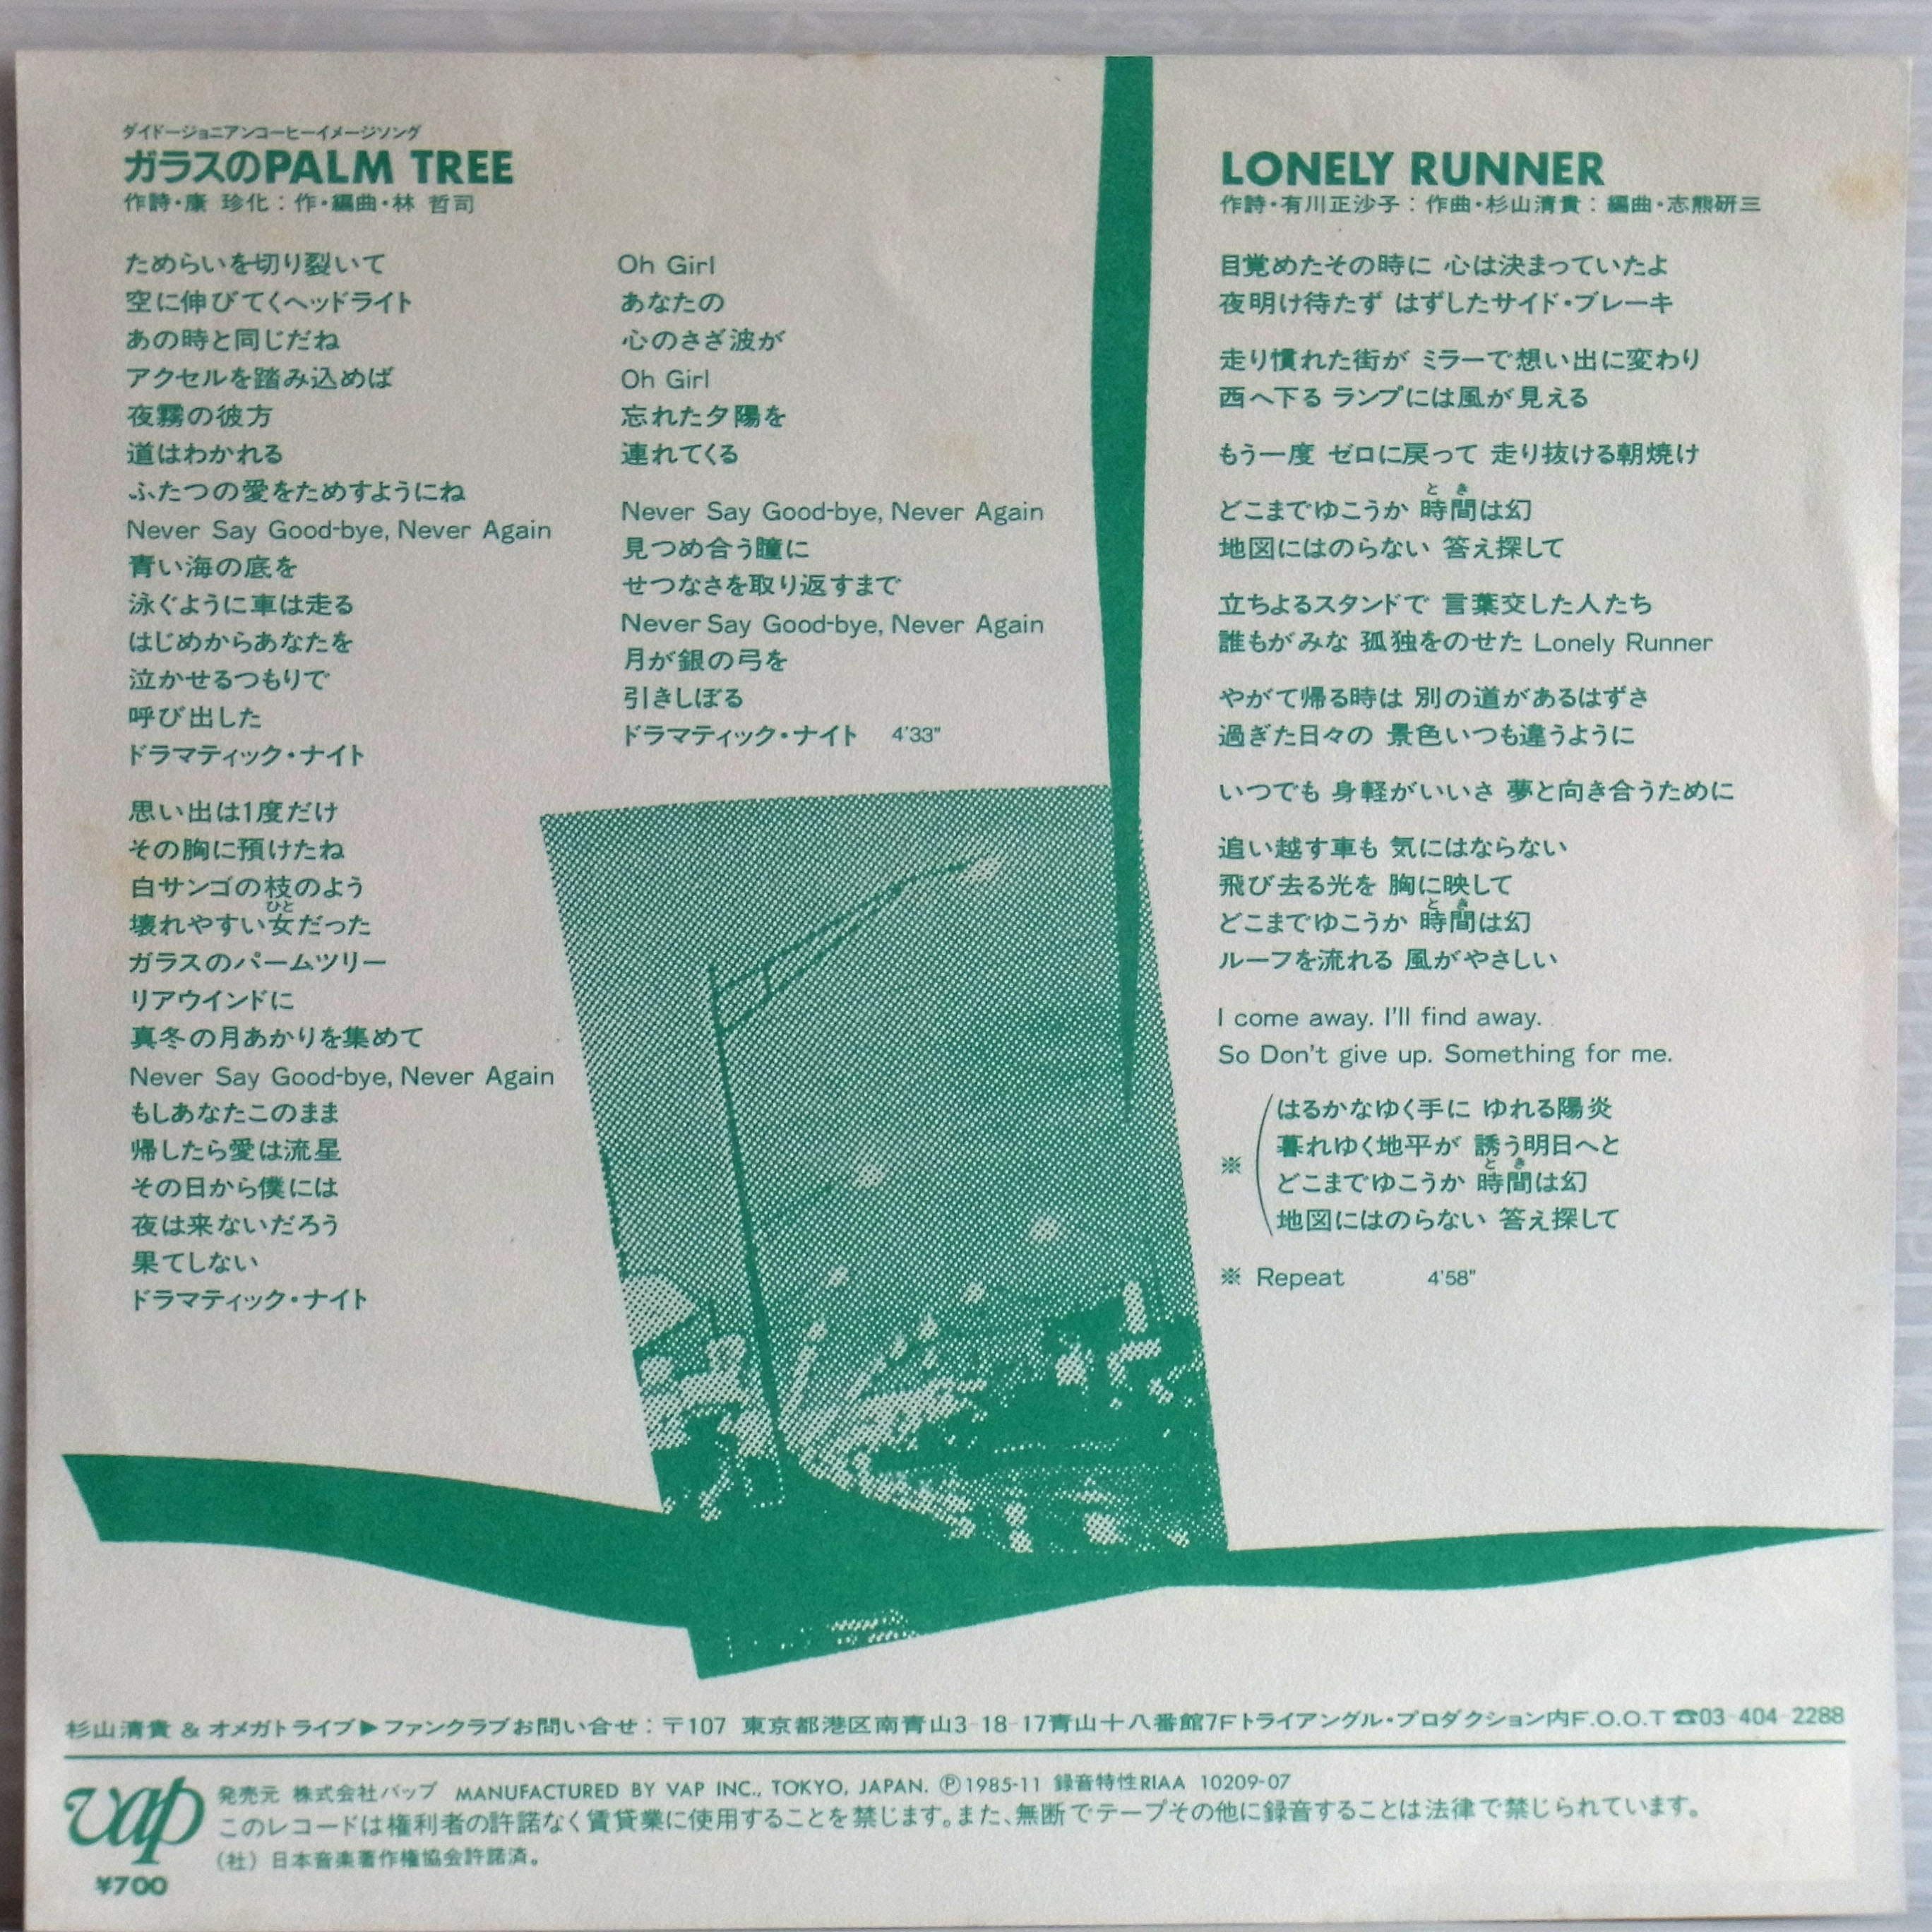 ダイドージョニアンコーヒーイメージソング
ガラスのPALM TREE
作詩・康 珍化：作・編曲・林 哲司
ためらいを切り裂いて
空に伸びてくヘッドライト
あの時と同じだね
アクセルを踏み込めば
夜霧の彼方
道はわかれる
ふたつの愛をためすようにね
Never Say Good-bye, Never Again
青い海の底を
泳ぐように車は走る
はじめからあなたを
泣かせるつもりで
呼び出した
ドラマティック・ナイト
思い出は1度だけ
その胸に預けたね
白サンゴの枝のよう
ひと
壊れやすい女だった
ガラスのパームツリー
リアウインドに
真冬の月あかりを集めて
Never Say Good-bye, Never Again
もしあなたこのまま
帰したら愛は流星
その日から僕には
夜は来ないだろう
果てしない
ドラマティック・ナイト
Oh Girl
あなたの
心のさざ波が
Oh Girl
忘れた夕陽を
連れてくる
Never Say Good-bye, Never Again
見つめ合う瞳に
せつなさを取り返すまで
Never Say Good-bye, Never Again
月が銀の弓を
引きしぼる
ドラマティック・ナイト 4'33"
LONELY RUNNER
作詩・有川正沙子：作曲・杉山清貴：編曲・志熊研三
目覚めたその時に 心は決まっていたよ
夜明け待たず はずしたサイド・ブレーキ
走り慣れた街が ミラーで想い出に変わり
西へ下る ランプには風が見える
もう一度 ゼロに戻って 走り抜ける朝焼け
とき
どこまでゆこうか 時間は幻
地図にはのらない 答え探して
立ちよるスタンドで 言葉交した人たち
誰もがみな 孤独をのせた Lonely Runner
やがて帰る時は 別の道があるはずさ
過ぎた日々の 景色いつも違うように
いつでも 身軽がいいさ 夢と向き合うために
追い越す車も 気にはならない
飛び去る光を 胸に映して
とき
どこまでゆこうか 時間は幻
ルーフを流れる 風がやさしい
I come away. I'll find away.
So Don't give up. Something for me.
はるかなゆく手に ゆれる陽炎
暮れゆく地平が 誘う明日へと
とき
※ どこまでゆこうか 時間は幻
地図にはのらない 答え探して
※ Repeat 4'58"
杉山清貴 & オメガトライブ▶ファンクラブお問い合せ：〒107 東京都港区南青山3-18-17青山十八番館7Fトライアングル・プロダクション内F.O.O.T ☎03-404-2288
vap
¥700
発売元 株式会社バップ MANUFACTURED BY VAP INC., TOKYO, JAPAN. Ⓟ1985-11 録音特性RIAA 10209-07
このレコードは権利者の許諾なく賃貸業に使用することを禁じます。また、無断でテープその他に録音することは法律で禁じられています。
(社) 日本音楽著作権協会許諾済。